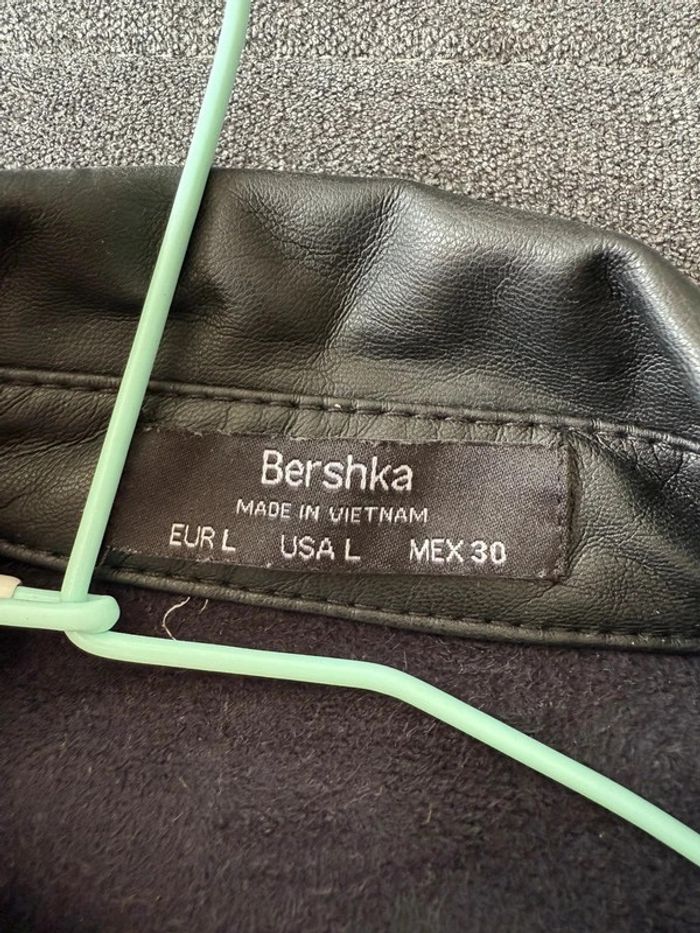 Bershka
MADE IN VIETNAM
EUR L USA L MEX 30